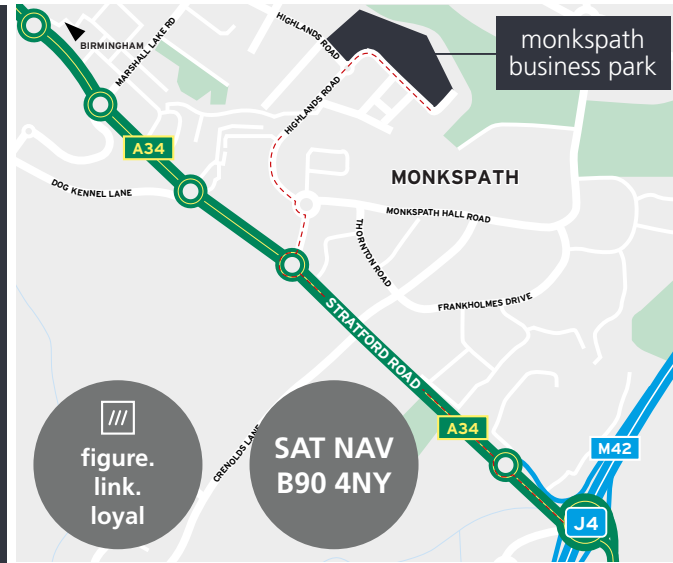 BIRMINGHAM
MARSHALL LAKE RD
HIGHLANDS ROAD
monkspath
business park
HIGHLANDS ROAD
A34
DOG KENNEL LANE
MONKSPATH
MONKSPATH HALL ROAD
THORNTON ROAD
FRANKHOLMES DRIVE
STRATFORD ROAD
CRENOLDS LANE
A34
M42
J4
///
figure.
link.
loyal
SAT NAV
B90 4NY